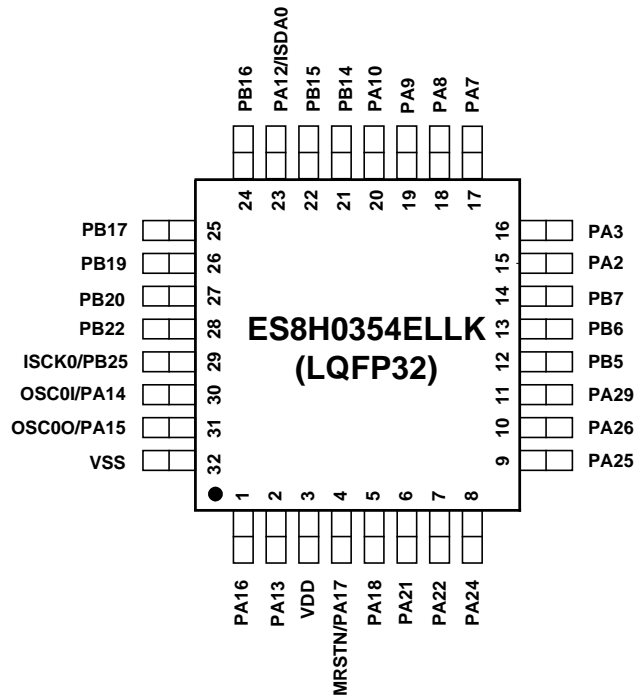 PB16
PA12/ISDA0
PB15
PB14
PA10
PA9
PA8
PA7
24
23
22
21
20
19
18
17
PB17
25
PB19
26
PB20
27
PB22
28
ISCK0/PB25
29
OSC0I/PA14
30
OSC0O/PA15
31
VSS
32
ES8H0354ELLK
(LQFP32)
16
PA3
15
PA2
14
PB7
13
PB6
12
PB5
11
PA29
10
PA26
9
PA25
1
2
3
4
5
6
7
8
PA16
PA13
VDD
MRSTN/PA17
PA18
PA21
PA22
PA24